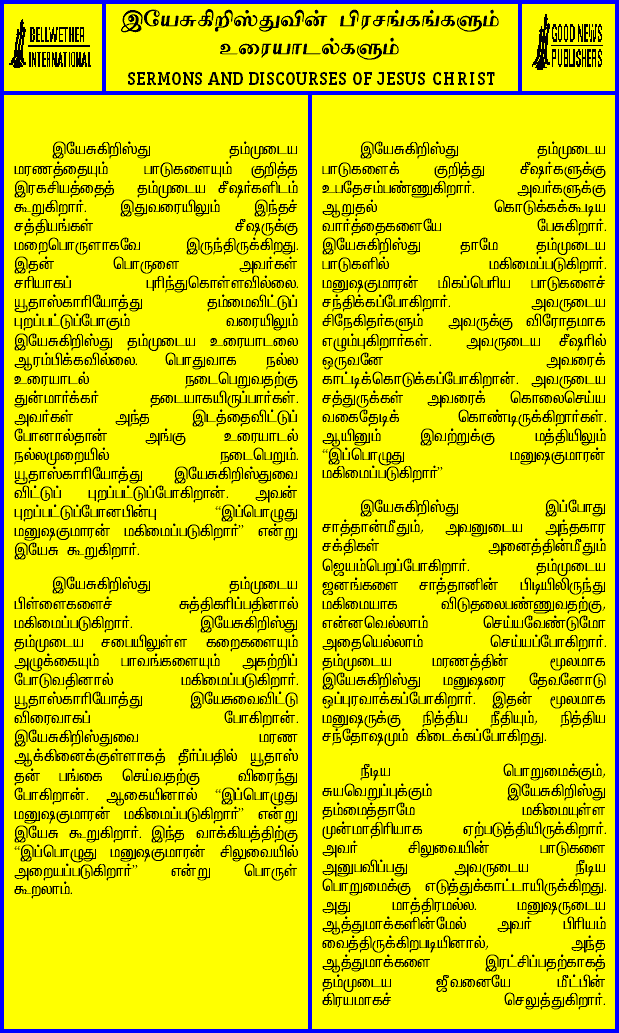 BELLWETHER
INTERNATIONAL
இயேசுகிறிஸ்துவின் பிரசங்கங்களும்
உரையாடல்களும்
SERMONS AND DISCOURSES OF JESUS CHRIST
GOOD NEWS
PUBLISHERS
இயேசுகிறிஸ்து தம்முடைய
மரணத்தையும் பாடுகளையும் குறித்த
இரகசியத்தைத் தம்முடைய சீஷர்களிடம்
கூறுகிறார். இதுவரையிலும் இந்தச்
சத்தியங்கள் சீஷருக்கு
மறைபொருளாகவே இருந்திருக்கிறது.
இதன் பொருளை அவர்கள்
சரியாகப் புரிந்துகொள்ளவில்லை.
யூதாஸ்காரியோத்து தம்மைவிட்டுப்
புறப்பட்டுப்போகும் வரையிலும்
இயேசுகிறிஸ்து தம்முடைய உரையாடலை
ஆரம்பிக்கவில்லை. பொதுவாக நல்ல
உரையாடல் நடைபெறுவதற்கு
துன்மார்க்கர் தடையாகயிருப்பார்கள்.
அவர்கள் அந்த இடத்தைவிட்டுப்
போனால்தான் அங்கு உரையாடல்
நல்லமுறையில் நடைபெறும்.
யூதாஸ்காரியோத்து இயேசுகிறிஸ்துவை
விட்டுப் புறப்பட்டுப்போகிறான். அவன்
புறப்பட்டுப்போனபின்பு “இப்பொழுது
மனுஷகுமாரன் மகிமைப்படுகிறார்” என்று
இயேசு கூறுகிறார்.
இயேசுகிறிஸ்து தம்முடைய
பிள்ளைகளைச் சுத்திகரிப்பதினால்
மகிமைப்படுகிறார். இயேசுகிறிஸ்து
தம்முடைய சபையிலுள்ள கறைகளையும்
அழுக்கையும் பாவங்களையும் அகற்றிப்
போடுவதினால் மகிமைப்படுகிறார்.
யூதாஸ்காரியோத்து இயேசுவைவிட்டு
விரைவாகப் போகிறான்.
இயேசுகிறிஸ்துவை மரண
ஆக்கினைக்குள்ளாகத் தீர்ப்பதில் யூதாஸ்
தன் பங்கை செய்வதற்கு விரைந்து
போகிறான். ஆகையினால் “இப்பொழுது
மனுஷகுமாரன் மகிமைப்படுகிறார்” என்று
இயேசு கூறுகிறார். இந்த வாக்கியத்திற்கு
“இப்பொழுது மனுஷகுமாரன் சிலுவையில்
அறையப்படுகிறார்” என்று பொருள்
கூறலாம்.
இயேசுகிறிஸ்து தம்முடைய
பாடுகளைக் குறித்து சீஷர்களுக்கு
உபதேசம்பண்ணுகிறார். அவர்களுக்கு
ஆறுதல் கொடுக்கக்கூடிய
வார்த்தைகளையே பேசுகிறார்.
இயேசுகிறிஸ்து தாமே தம்முடைய
பாடுகளில் மகிமைப்படுகிறார்.
மனுஷகுமாரன் மிகப்பெரிய பாடுகளைச்
சந்திக்கப்போகிறார். அவருடைய
சிநேகிதர்களும் அவருக்கு விரோதமாக
எழும்புகிறார்கள். அவருடைய சீஷரில்
ஒருவனே அவரைக்
காட்டிக்கொடுக்கப்போகிறான். அவருடைய
சத்துருக்கள் அவரைக் கொலைசெய்ய
வகைதேடிக் கொண்டிருக்கிறார்கள்.
ஆயினும் இவற்றுக்கு மத்தியிலும்
“இப்பொழுது மனுஷகுமாரன்
மகிமைப்படுகிறார்”
இயேசுகிறிஸ்து இப்போது
சாத்தான்மீதும், அவனுடைய அந்தகார
சக்திகள் அனைத்தின்மீதும்
ஜெயம்பெறப்போகிறார். தம்முடைய
ஜனங்களை சாத்தானின் பிடியிலிருந்து
மகிமையாக விடுதலைபண்ணுவதற்கு,
என்னவெல்லாம் செய்யவேண்டுமோ
அதையெல்லாம் செய்யப்போகிறார்.
தம்முடைய மரணத்தின் மூலமாக
இயேசுகிறிஸ்து மனுஷரை தேவனோடு
ஒப்புரவாக்கப்போகிறார். இதன் மூலமாக
மனுஷருக்கு நித்திய நீதியும், நித்திய
சந்தோஷமும் கிடைக்கப்போகிறது.
நீடிய பொறுமைக்கும்,
சுயவெறுப்புக்கும் இயேசுகிறிஸ்து
தம்மைத்தாமே மகிமையுள்ள
முன்மாதிரியாக ஏற்படுத்தியிருக்கிறார்.
அவர் சிலுவையின் பாடுகளை
அனுபவிப்பது அவருடைய நீடிய
பொறுமைக்கு எடுத்துக்காட்டாயிருக்கிறது.
அது மாத்திரமல்ல. மனுஷருடைய
ஆத்துமாக்களின்மேல் அவர் பிரியம்
வைத்திருக்கிறபடியினால், அந்த
ஆத்துமாக்களை இரட்சிப்பதற்காகத்
தம்முடைய ஜீவனையே மீட்பின்
கிரயமாகச் செலுத்துகிறார்.